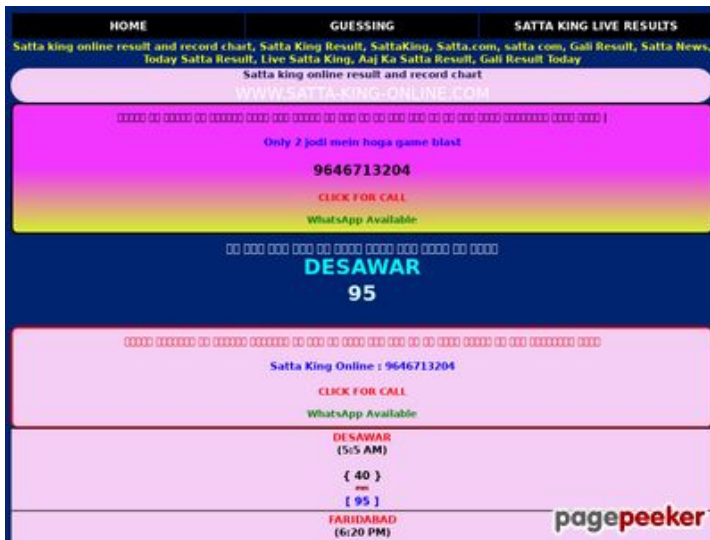 HOME GUESSING SATTA KING LIVE RESULTS
Satta king online result and record chart, Satta King Result, SattaKing, Satta.com, satta com, Gali Result, Satta News,
Today Satta Result, Live Satta King, Aaj Ka Satta Result, Gali Result Today
Satta king online result and record chart
WWW.SATTA-KING-ONLINE.COM
Only 2 jodi mein hoga game blast
9646713204
CLICK FOR CALL
WhatsApp Available
DESAWAR
95
Satta King Online : 9646713204
CLICK FOR CALL
WhatsApp Available
DESAWAR
(5:5 AM)
{ 40 }
[ 95 ]
FARIDABAD
(6:20 PM)
pagepeeker